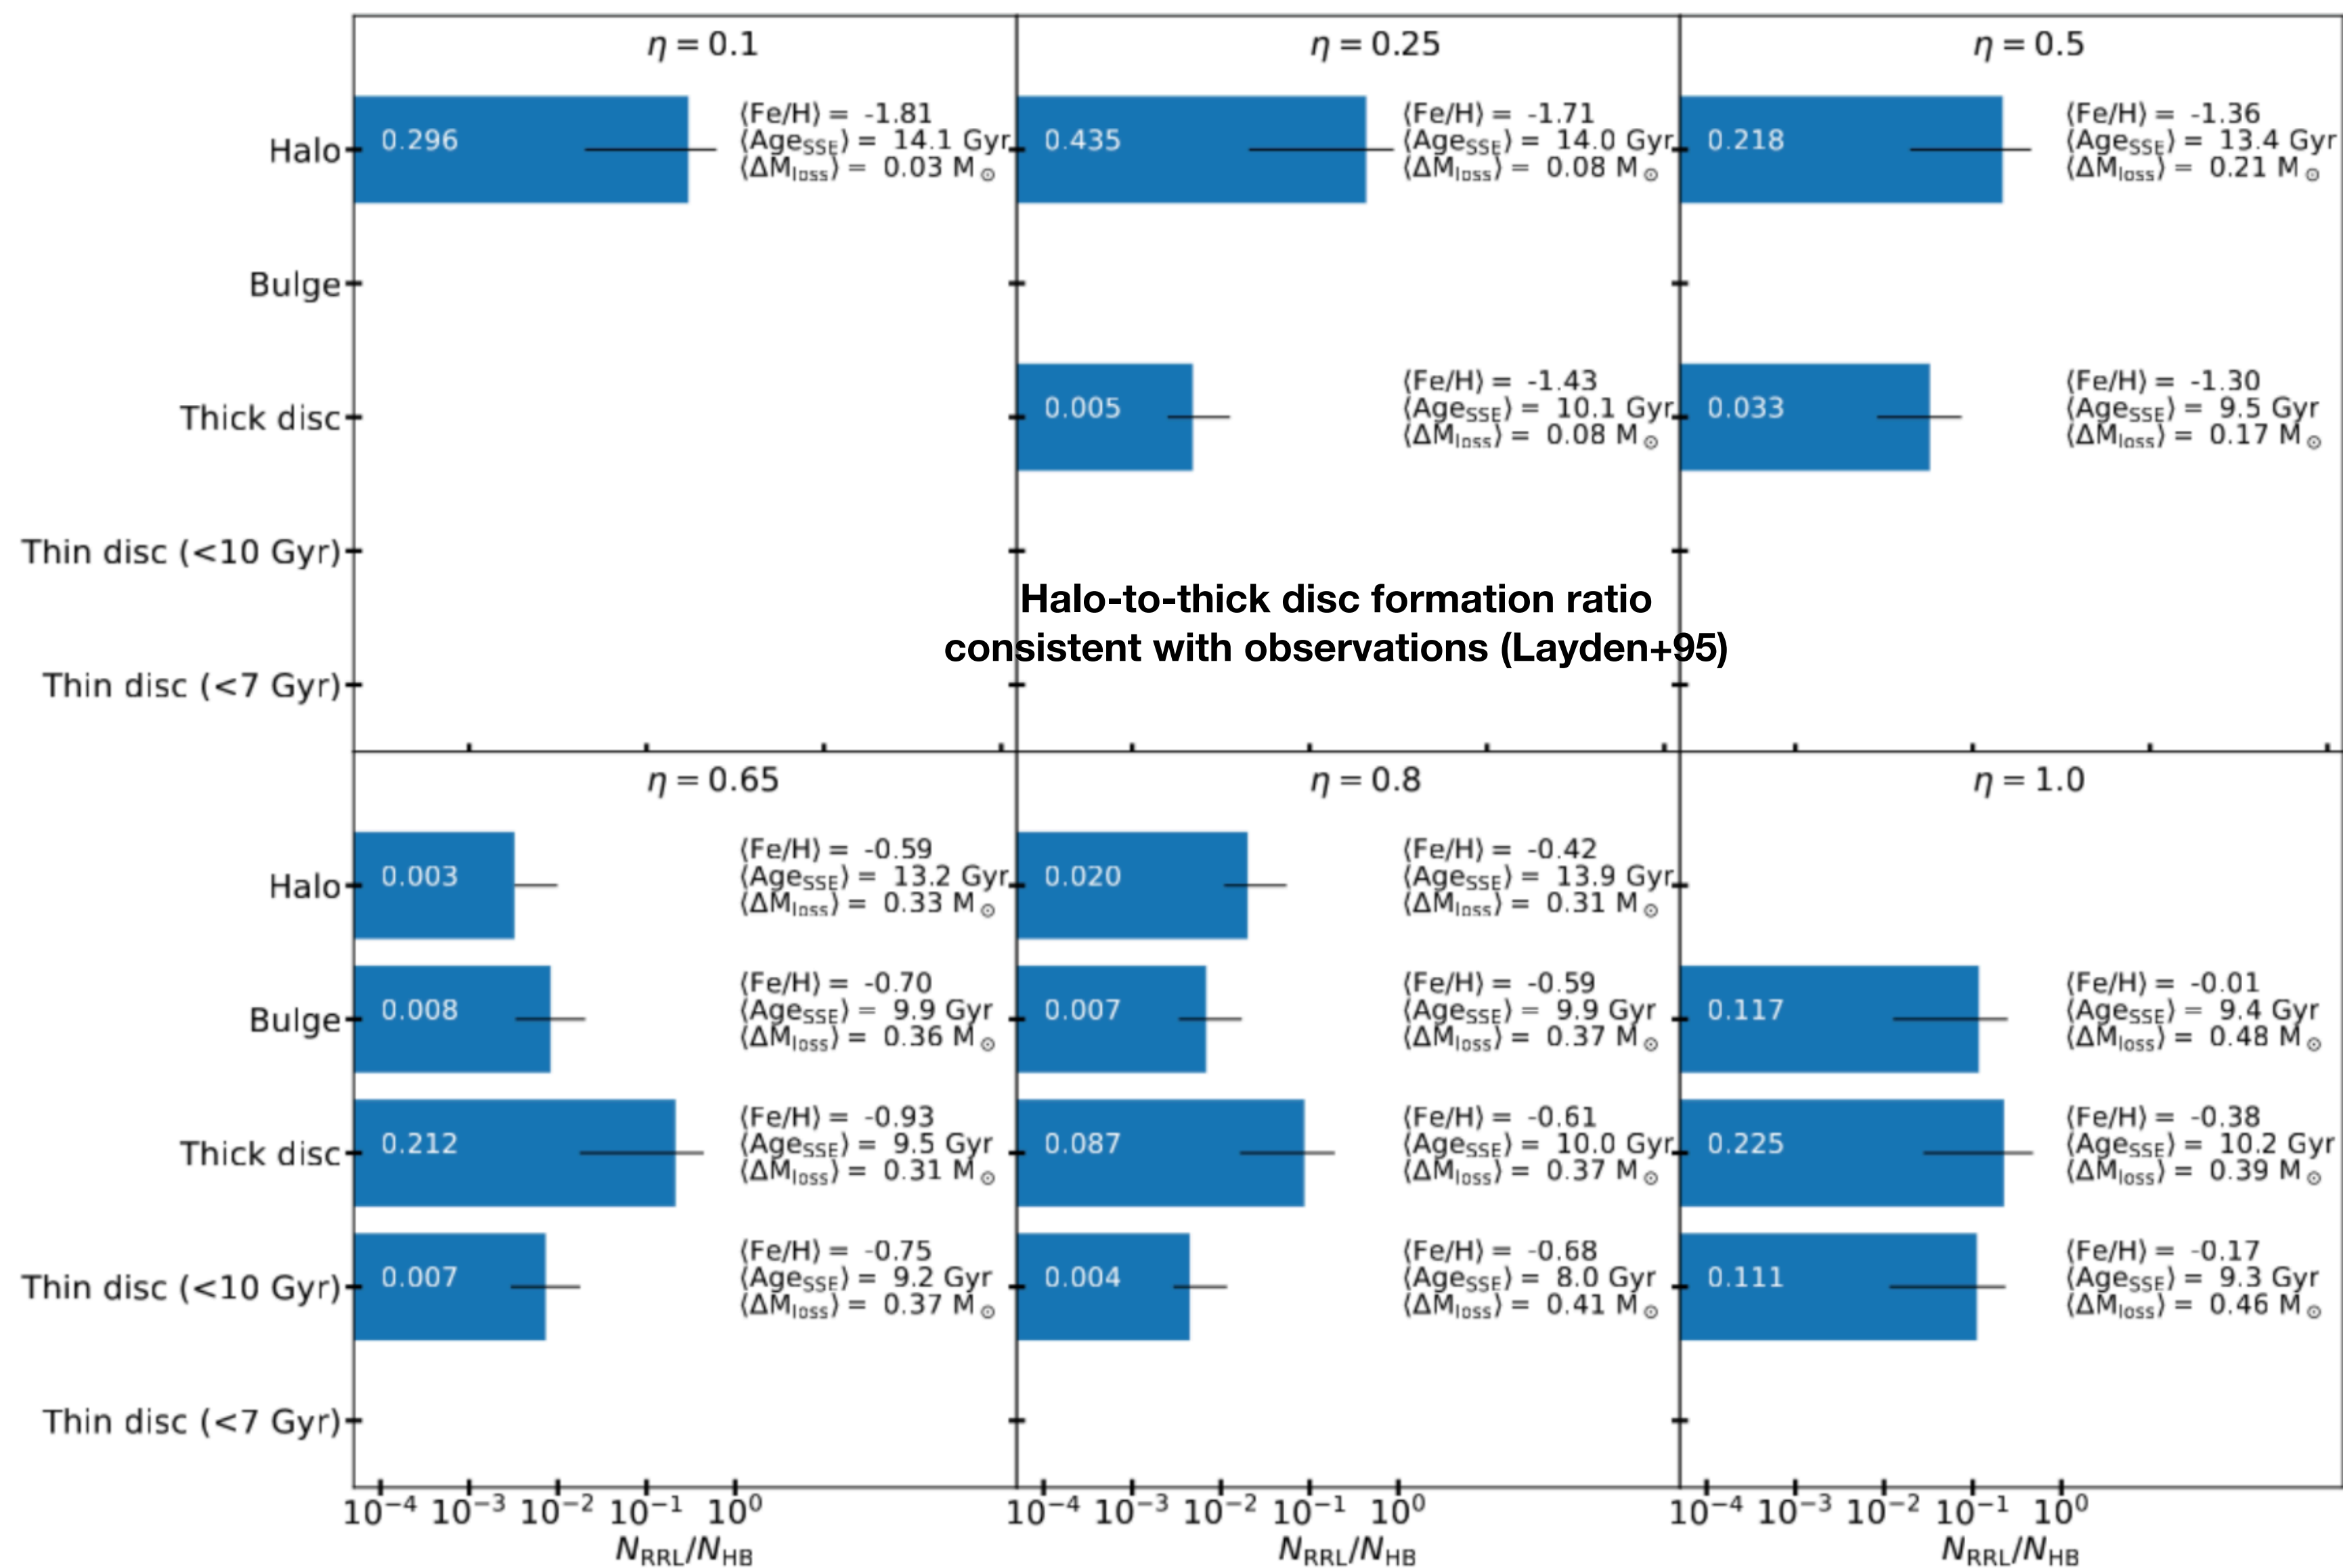 η = 0.1
η = 0.25
η = 0.5
Halo
0.296
⟨Fe/H⟩ = -1.81
⟨Age_SSE⟩ = 14.1 Gyr
⟨ΔM_loss⟩ = 0.03 M⊙
0.435
⟨Fe/H⟩ = -1.71
⟨Age_SSE⟩ = 14.0 Gyr
⟨ΔM_loss⟩ = 0.08 M⊙
0.218
⟨Fe/H⟩ = -1.36
⟨Age_SSE⟩ = 13.4 Gyr
⟨ΔM_loss⟩ = 0.21 M⊙
Bulge
Thick disc
0.005
⟨Fe/H⟩ = -1.43
⟨Age_SSE⟩ = 10.1 Gyr
⟨ΔM_loss⟩ = 0.08 M⊙
0.033
⟨Fe/H⟩ = -1.30
⟨Age_SSE⟩ = 9.5 Gyr
⟨ΔM_loss⟩ = 0.17 M⊙
Thin disc (<10 Gyr)
Halo-to-thick disc formation ratio
consistent with observations (Layden+95)
Thin disc (<7 Gyr)
η = 0.65
η = 0.8
η = 1.0
Halo
0.003
⟨Fe/H⟩ = -0.59
⟨Age_SSE⟩ = 13.2 Gyr
⟨ΔM_loss⟩ = 0.33 M⊙
0.020
⟨Fe/H⟩ = -0.42
⟨Age_SSE⟩ = 13.9 Gyr
⟨ΔM_loss⟩ = 0.31 M⊙
Bulge
0.008
⟨Fe/H⟩ = -0.70
⟨Age_SSE⟩ = 9.9 Gyr
⟨ΔM_loss⟩ = 0.36 M⊙
0.007
⟨Fe/H⟩ = -0.59
⟨Age_SSE⟩ = 9.9 Gyr
⟨ΔM_loss⟩ = 0.37 M⊙
0.117
⟨Fe/H⟩ = -0.01
⟨Age_SSE⟩ = 9.4 Gyr
⟨ΔM_loss⟩ = 0.48 M⊙
Thick disc
0.212
⟨Fe/H⟩ = -0.93
⟨Age_SSE⟩ = 9.5 Gyr
⟨ΔM_loss⟩ = 0.31 M⊙
0.087
⟨Fe/H⟩ = -0.61
⟨Age_SSE⟩ = 10.0 Gyr
⟨ΔM_loss⟩ = 0.37 M⊙
0.225
⟨Fe/H⟩ = -0.38
⟨Age_SSE⟩ = 10.2 Gyr
⟨ΔM_loss⟩ = 0.39 M⊙
Thin disc (<10 Gyr)
0.007
⟨Fe/H⟩ = -0.75
⟨Age_SSE⟩ = 9.2 Gyr
⟨ΔM_loss⟩ = 0.37 M⊙
0.004
⟨Fe/H⟩ = -0.68
⟨Age_SSE⟩ = 8.0 Gyr
⟨ΔM_loss⟩ = 0.41 M⊙
0.111
⟨Fe/H⟩ = -0.17
⟨Age_SSE⟩ = 9.3 Gyr
⟨ΔM_loss⟩ = 0.46 M⊙
Thin disc (<7 Gyr)
10⁻⁴ 10⁻³ 10⁻² 10⁻¹ 10⁰
10⁻⁴ 10⁻³ 10⁻² 10⁻¹ 10⁰
10⁻⁴ 10⁻³ 10⁻² 10⁻¹ 10⁰
N_RRL/N_HB
N_RRL/N_HB
N_RRL/N_HB